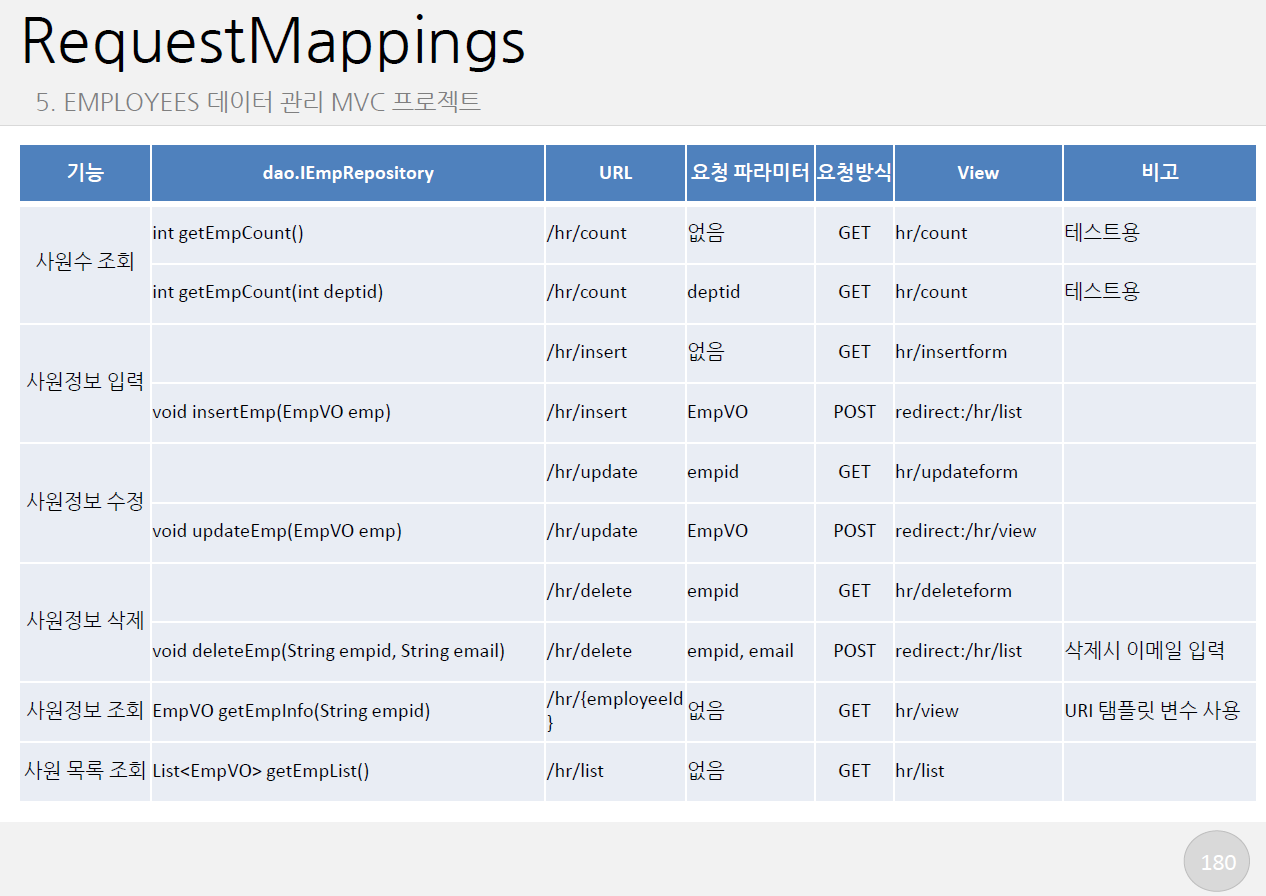 RequestMappings
5. EMPLOYEES 데이터 관리 MVC 프로젝트
기능 dao.IEmpRepository URL 요청 파라미터 요청방식 View 비고
사원수 조회
int getEmpCount() /hr/count 없음 GET hr/count 테스트용
int getEmpCount(int deptid) /hr/count deptid GET hr/count 테스트용
사원정보 입력
/hr/insert 없음 GET hr/insertform
void insertEmp(EmpVO emp) /hr/insert EmpVO POST redirect:/hr/list
사원정보 수정
/hr/update empid GET hr/updateform
void updateEmp(EmpVO emp) /hr/update EmpVO POST redirect:/hr/view
사원정보 삭제
/hr/delete empid GET hr/deleteform
void deleteEmp(String empid, String email) /hr/delete empid, email POST redirect:/hr/list 삭제시 이메일 입력
사원정보 조회 EmpVO getEmpInfo(String empid) /hr/{employeeId
} 없음 GET hr/view URI 탬플릿 변수 사용
사원 목록 조회 List<EmpVO> getEmpList() /hr/list 없음 GET hr/list
180